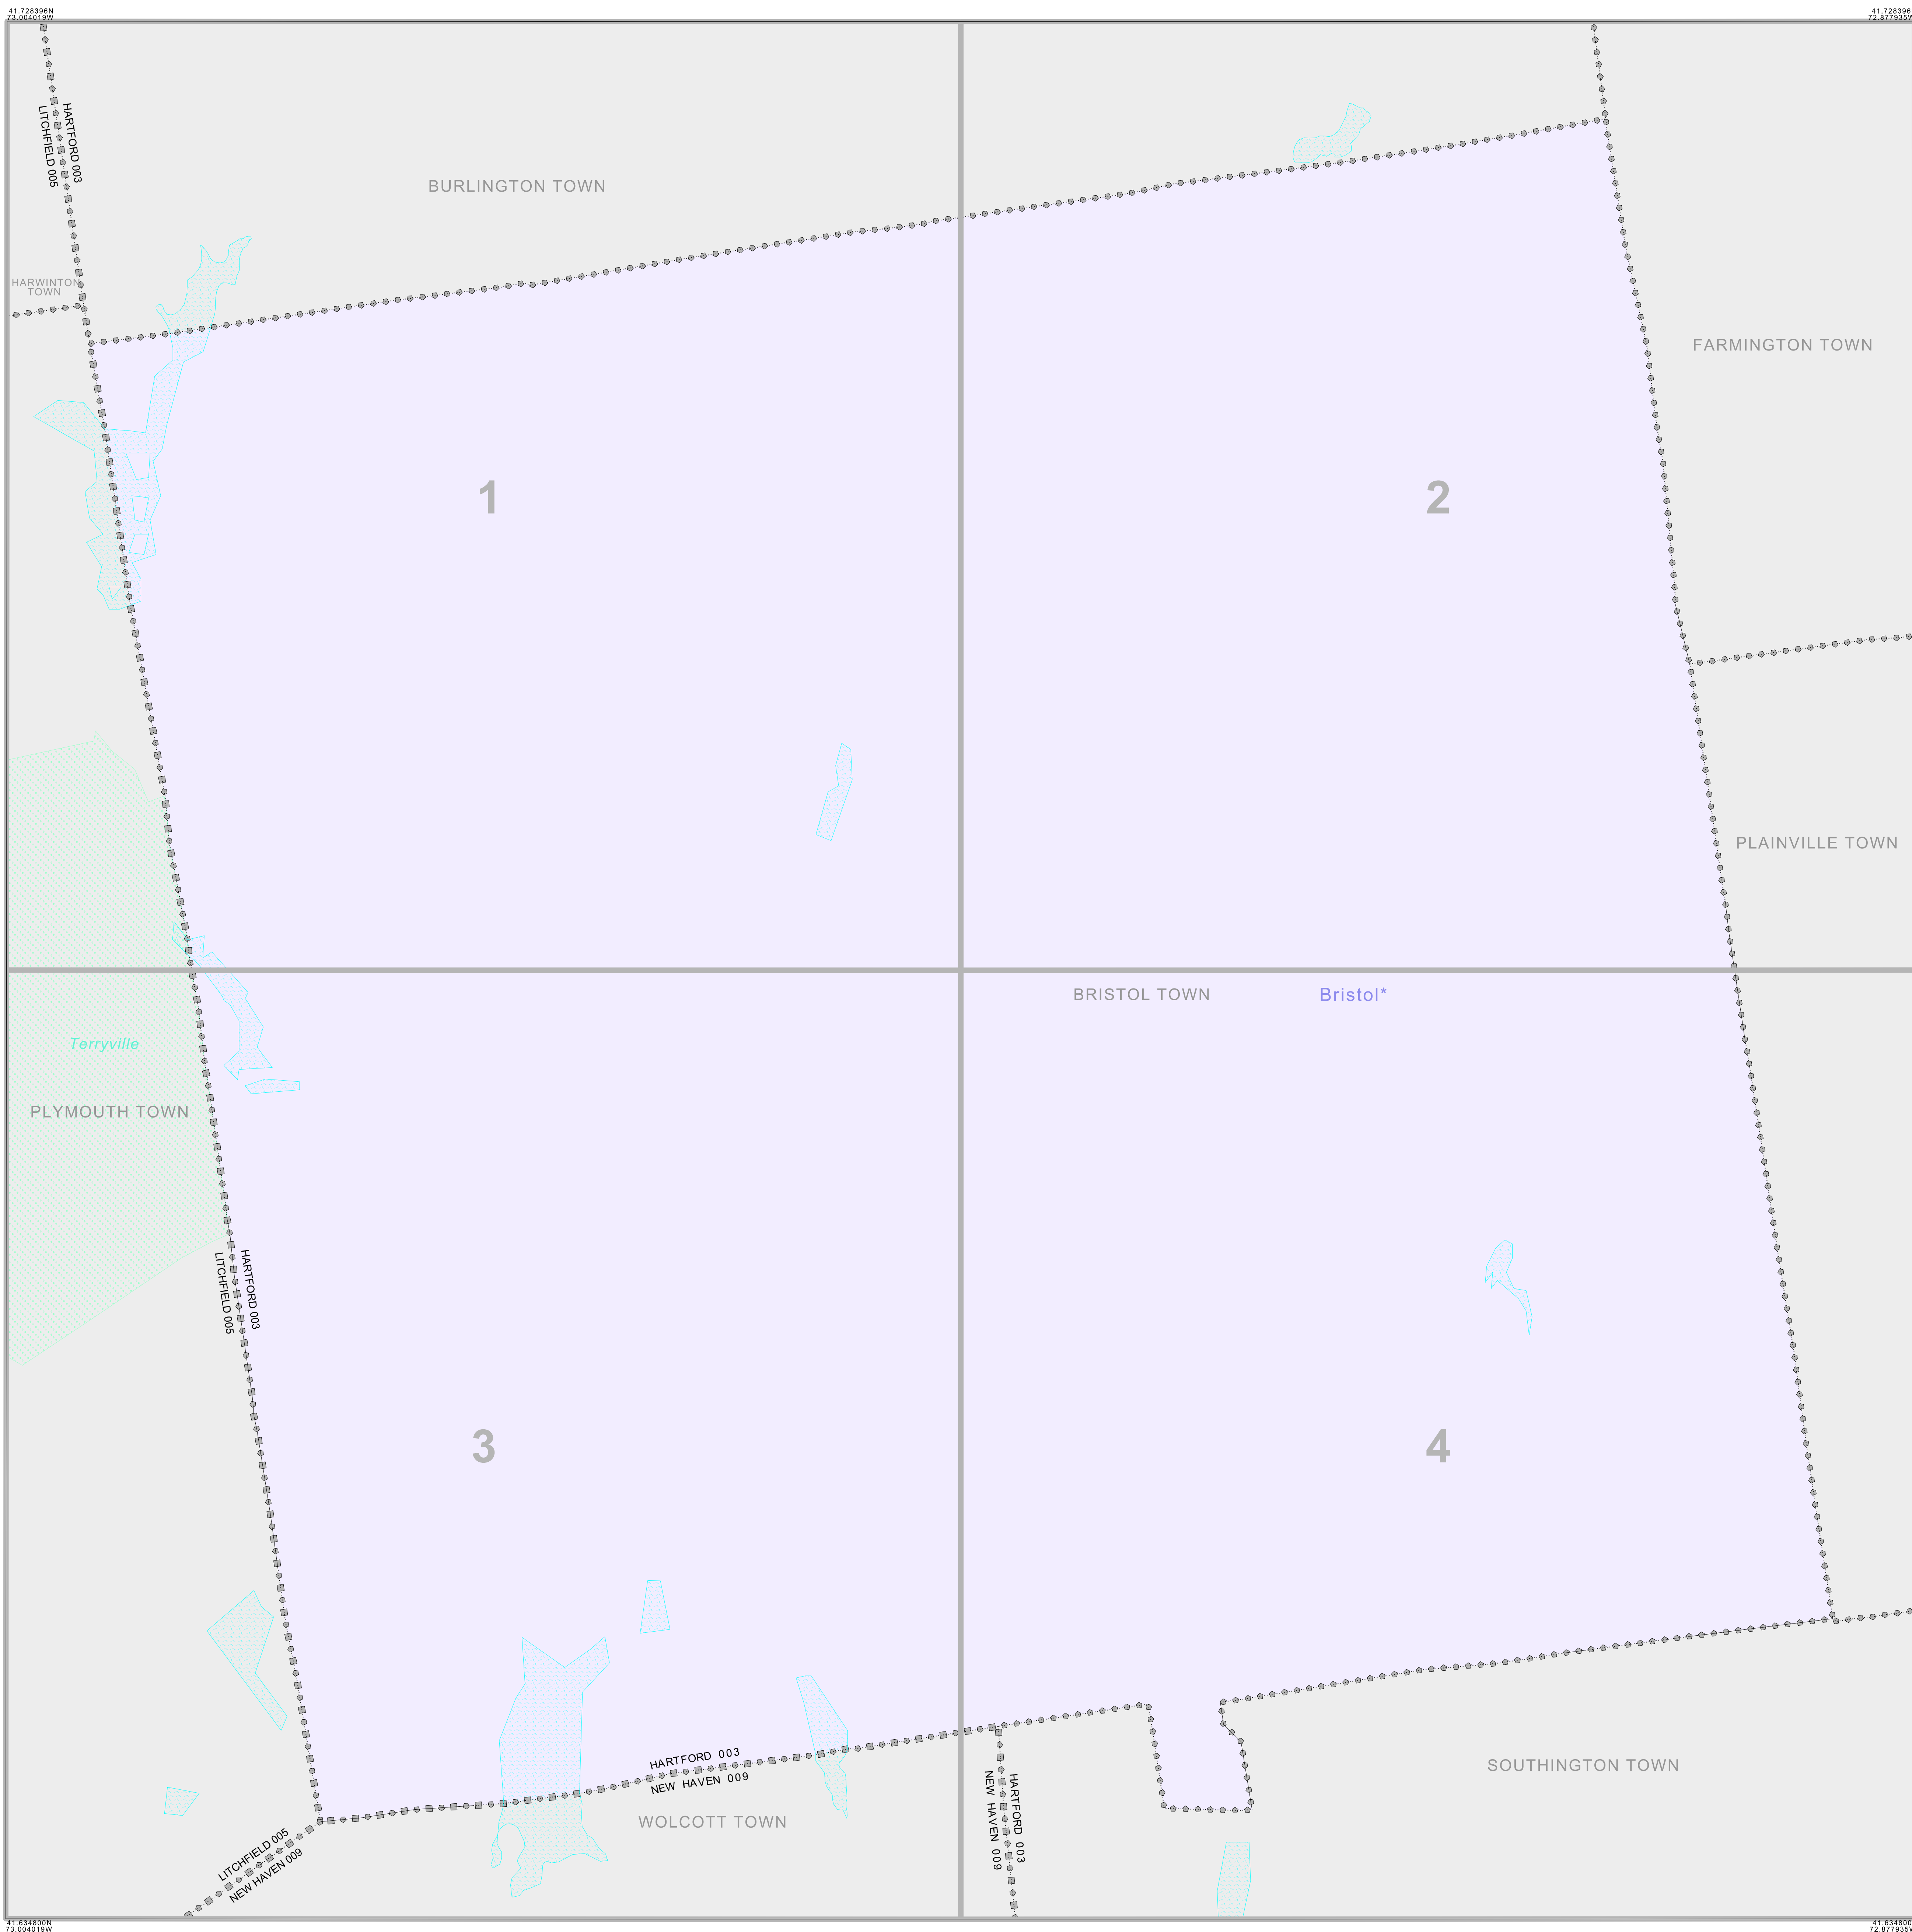 41.728396N
73.004019W
41.728396
72.877935W
HARTFORD 003
LITCHFIELD 005
BURLINGTON TOWN
HARWINTON
TOWN
FARMINGTON TOWN
1
2
PLAINVILLE TOWN
BRISTOL TOWN
Bristol*
Terryville
PLYMOUTH TOWN
HARTFORD 003
LITCHFIELD 005
3
4
HARTFORD 003
NEW HAVEN 009
WOLCOTT TOWN
HARTFORD 003
NEW HAVEN 009
SOUTHINGTON TOWN
LITCHFIELD 005
NEW HAVEN 009
41.634800N
73.004019W
41.634800
72.877935W